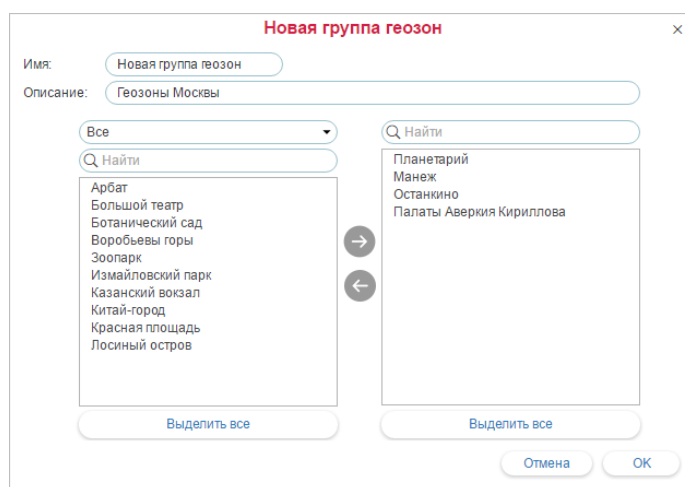 Новая группа геозон
Имя: Новая группа геозон
Описание: Геозоны Москвы
Все
Найти
Арбат
Большой театр
Ботанический сад
Воробьевы горы
Зоопарк
Измайловский парк
Казанский вокзал
Китай-город
Красная площадь
Лосиный остров
Выделить все
Найти
Планетарий
Манеж
Останкино
Палаты Аверкия Кириллова
Выделить все
Отмена
OK